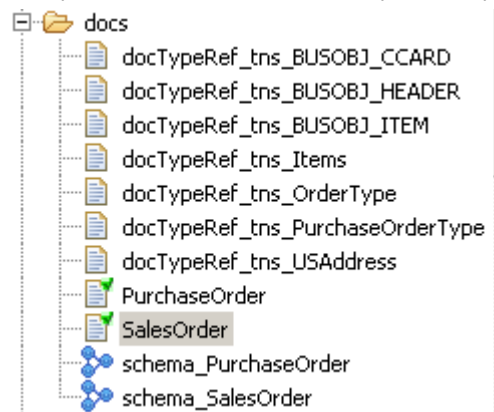 docs
docTypeRef_tns_BUSOBJ_CCARD
docTypeRef_tns_BUSOBJ_HEADER
docTypeRef_tns_BUSOBJ_ITEM
docTypeRef_tns_Items
docTypeRef_tns_OrderType
docTypeRef_tns_PurchaseOrderType
docTypeRef_tns_USAddress
PurchaseOrder
SalesOrder
schema_PurchaseOrder
schema_SalesOrder